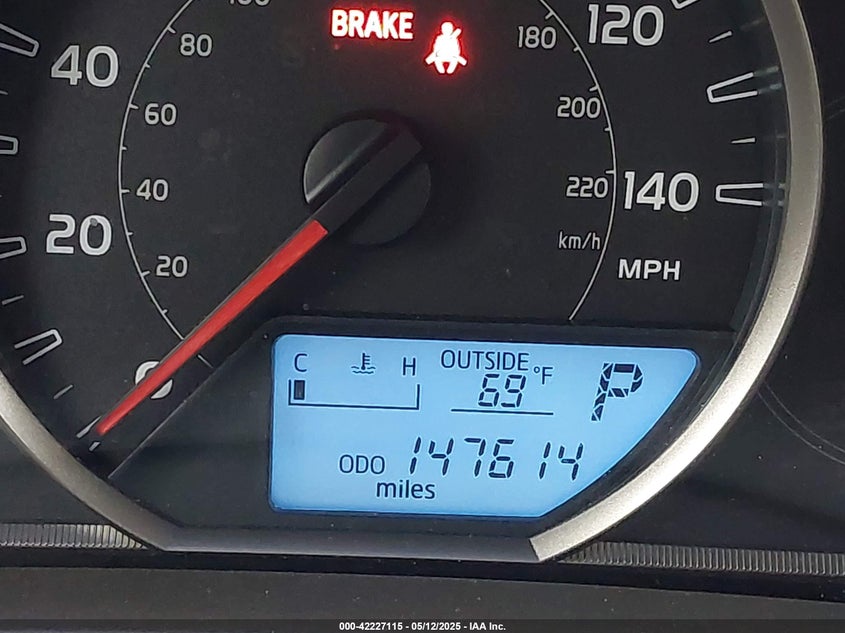 BRAKE
80
180
120
40
60
200
40
220
140
20
km/h
20
MPH
C
H
OUTSIDE
69 °F
P
ODO 147614
miles
000-42227115 - 05/12/2025 - IAA Inc.